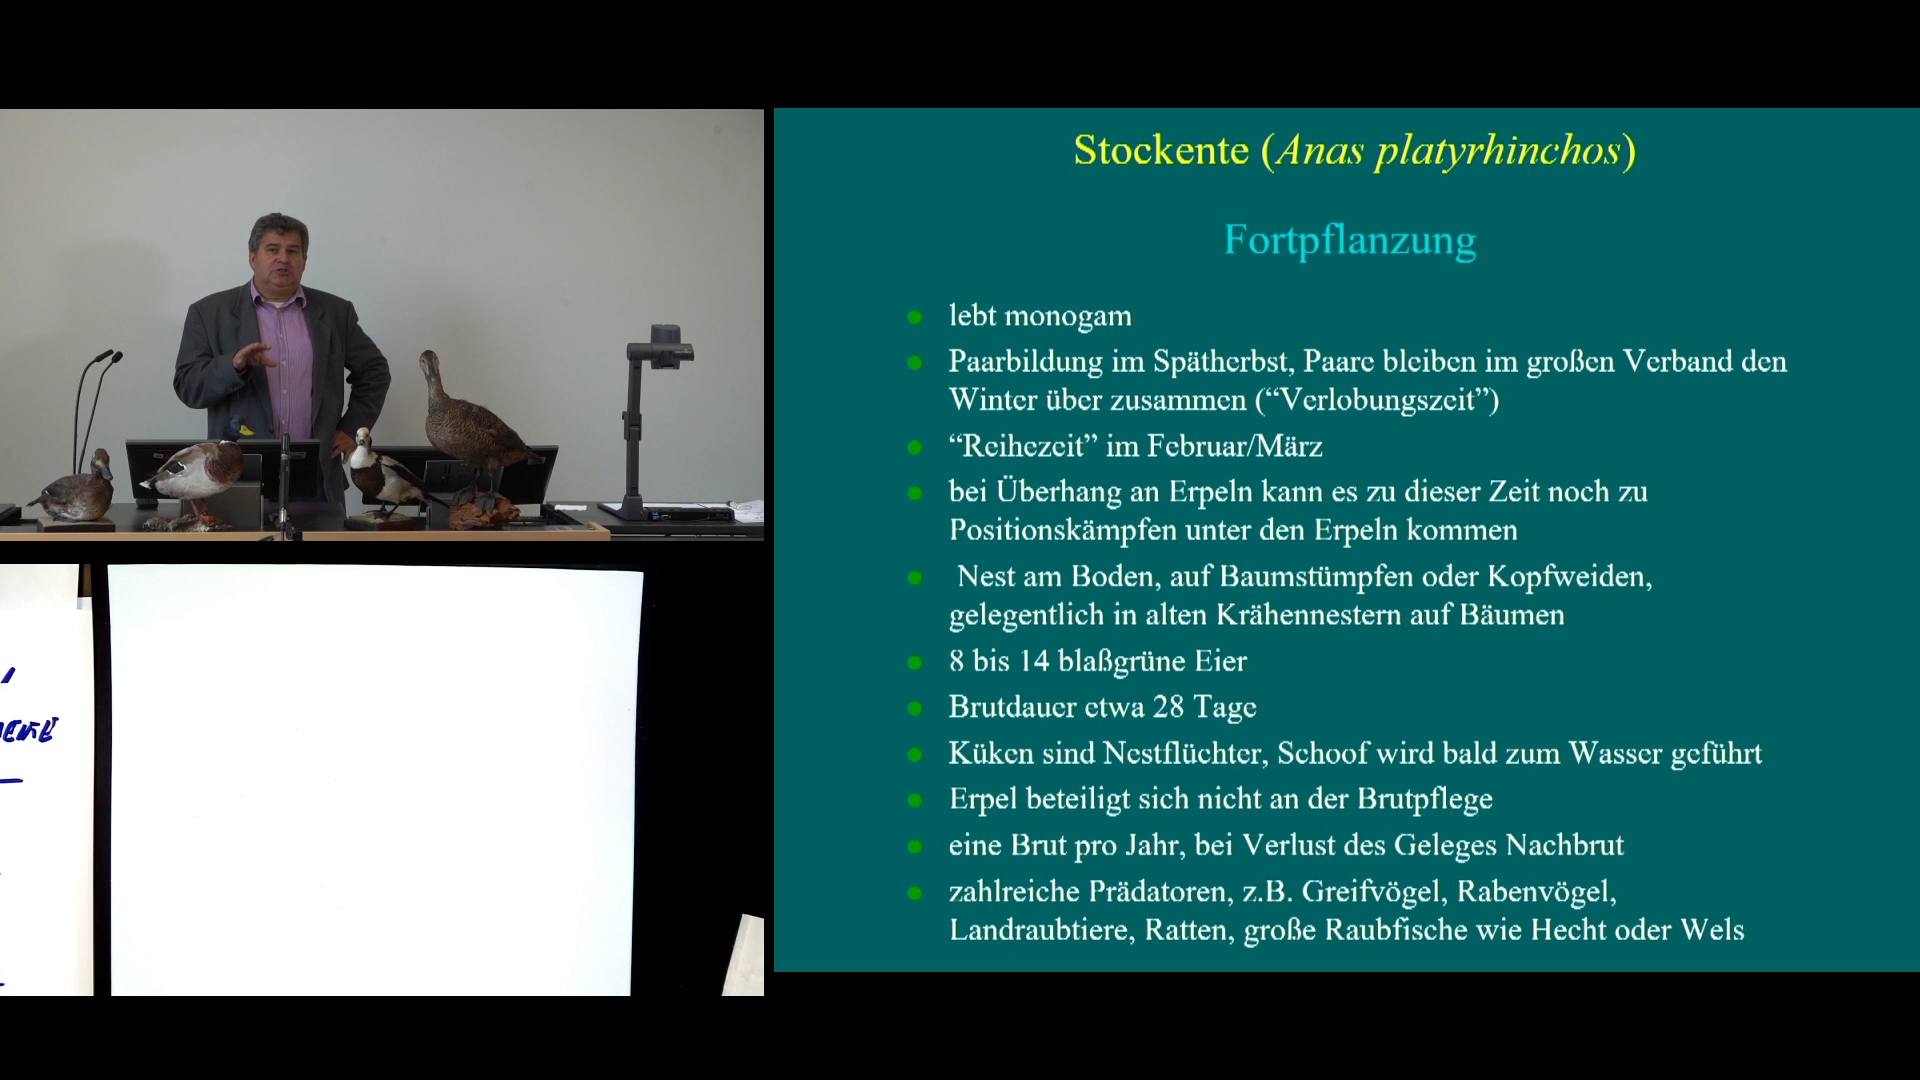 Stockente (Anas platyrhinchos)
Fortpflanzung
lebt monogam
Paarbildung im Spätherbst, Paare bleiben im großen Verband den
Winter über zusammen (“Verlobungszeit”)
“Reihezeit” im Februar/März
bei Überhang an Erpeln kann es zu dieser Zeit noch zu
Positionskämpfen unter den Erpeln kommen
Nest am Boden, auf Baumstümpfen oder Kopfweiden,
gelegentlich in alten Krähennestern auf Bäumen
8 bis 14 blaßgrüne Eier
Brutdauer etwa 28 Tage
Küken sind Nestflüchter, Schoof wird bald zum Wasser geführt
Erpel beteiligt sich nicht an der Brutpflege
eine Brut pro Jahr, bei Verlust des Geleges Nachbrut
zahlreiche Prädatoren, z.B. Greifvögel, Rabenvögel,
Landraubtiere, Ratten, große Raubfische wie Hecht oder Wels